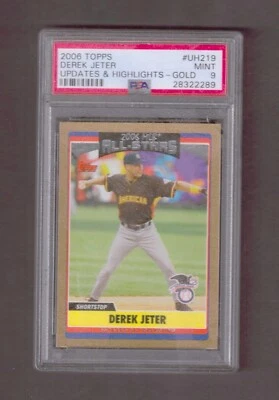 2006 TOPPS #UH219
DEREK JETER MINT
UPDATES & HIGHLIGHTS-GOLD 9
PSA 28322289
2006 MLB
ALL-STARS
Topps
AMERICAN
SHORTSTOP
DEREK JETER